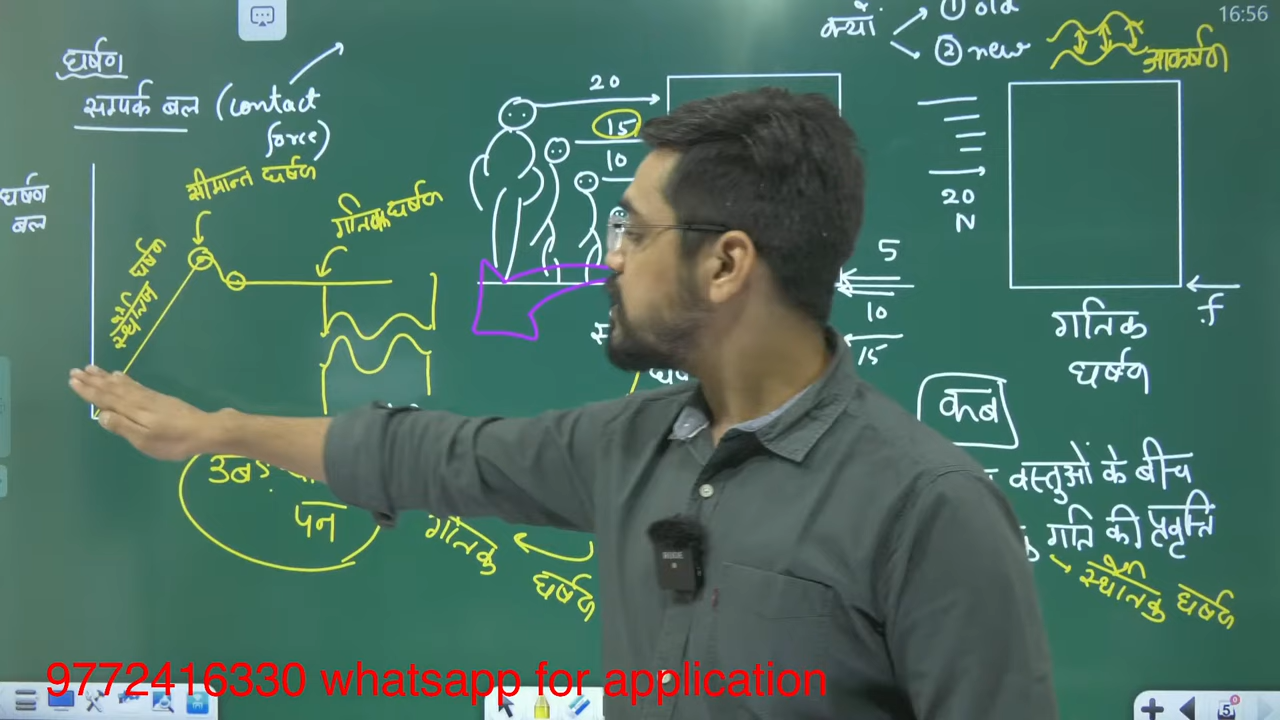 घर्षण
सम्पर्क बल (contact
force)
घर्षण
बल
सीमान्त घर्षण
गतिक घर्षण
स्थैतिक घर्षण
पन
गतिक
घर्षण
20
15
10
5
10
15
क्यों
① old
② new
आकर्षण
16:56
20
N
f
गतिक
घर्षण
कब
वस्तुओं के बीच
गति की प्रवृत्ति
घर्षण
9772416330 whatsapp for application
5